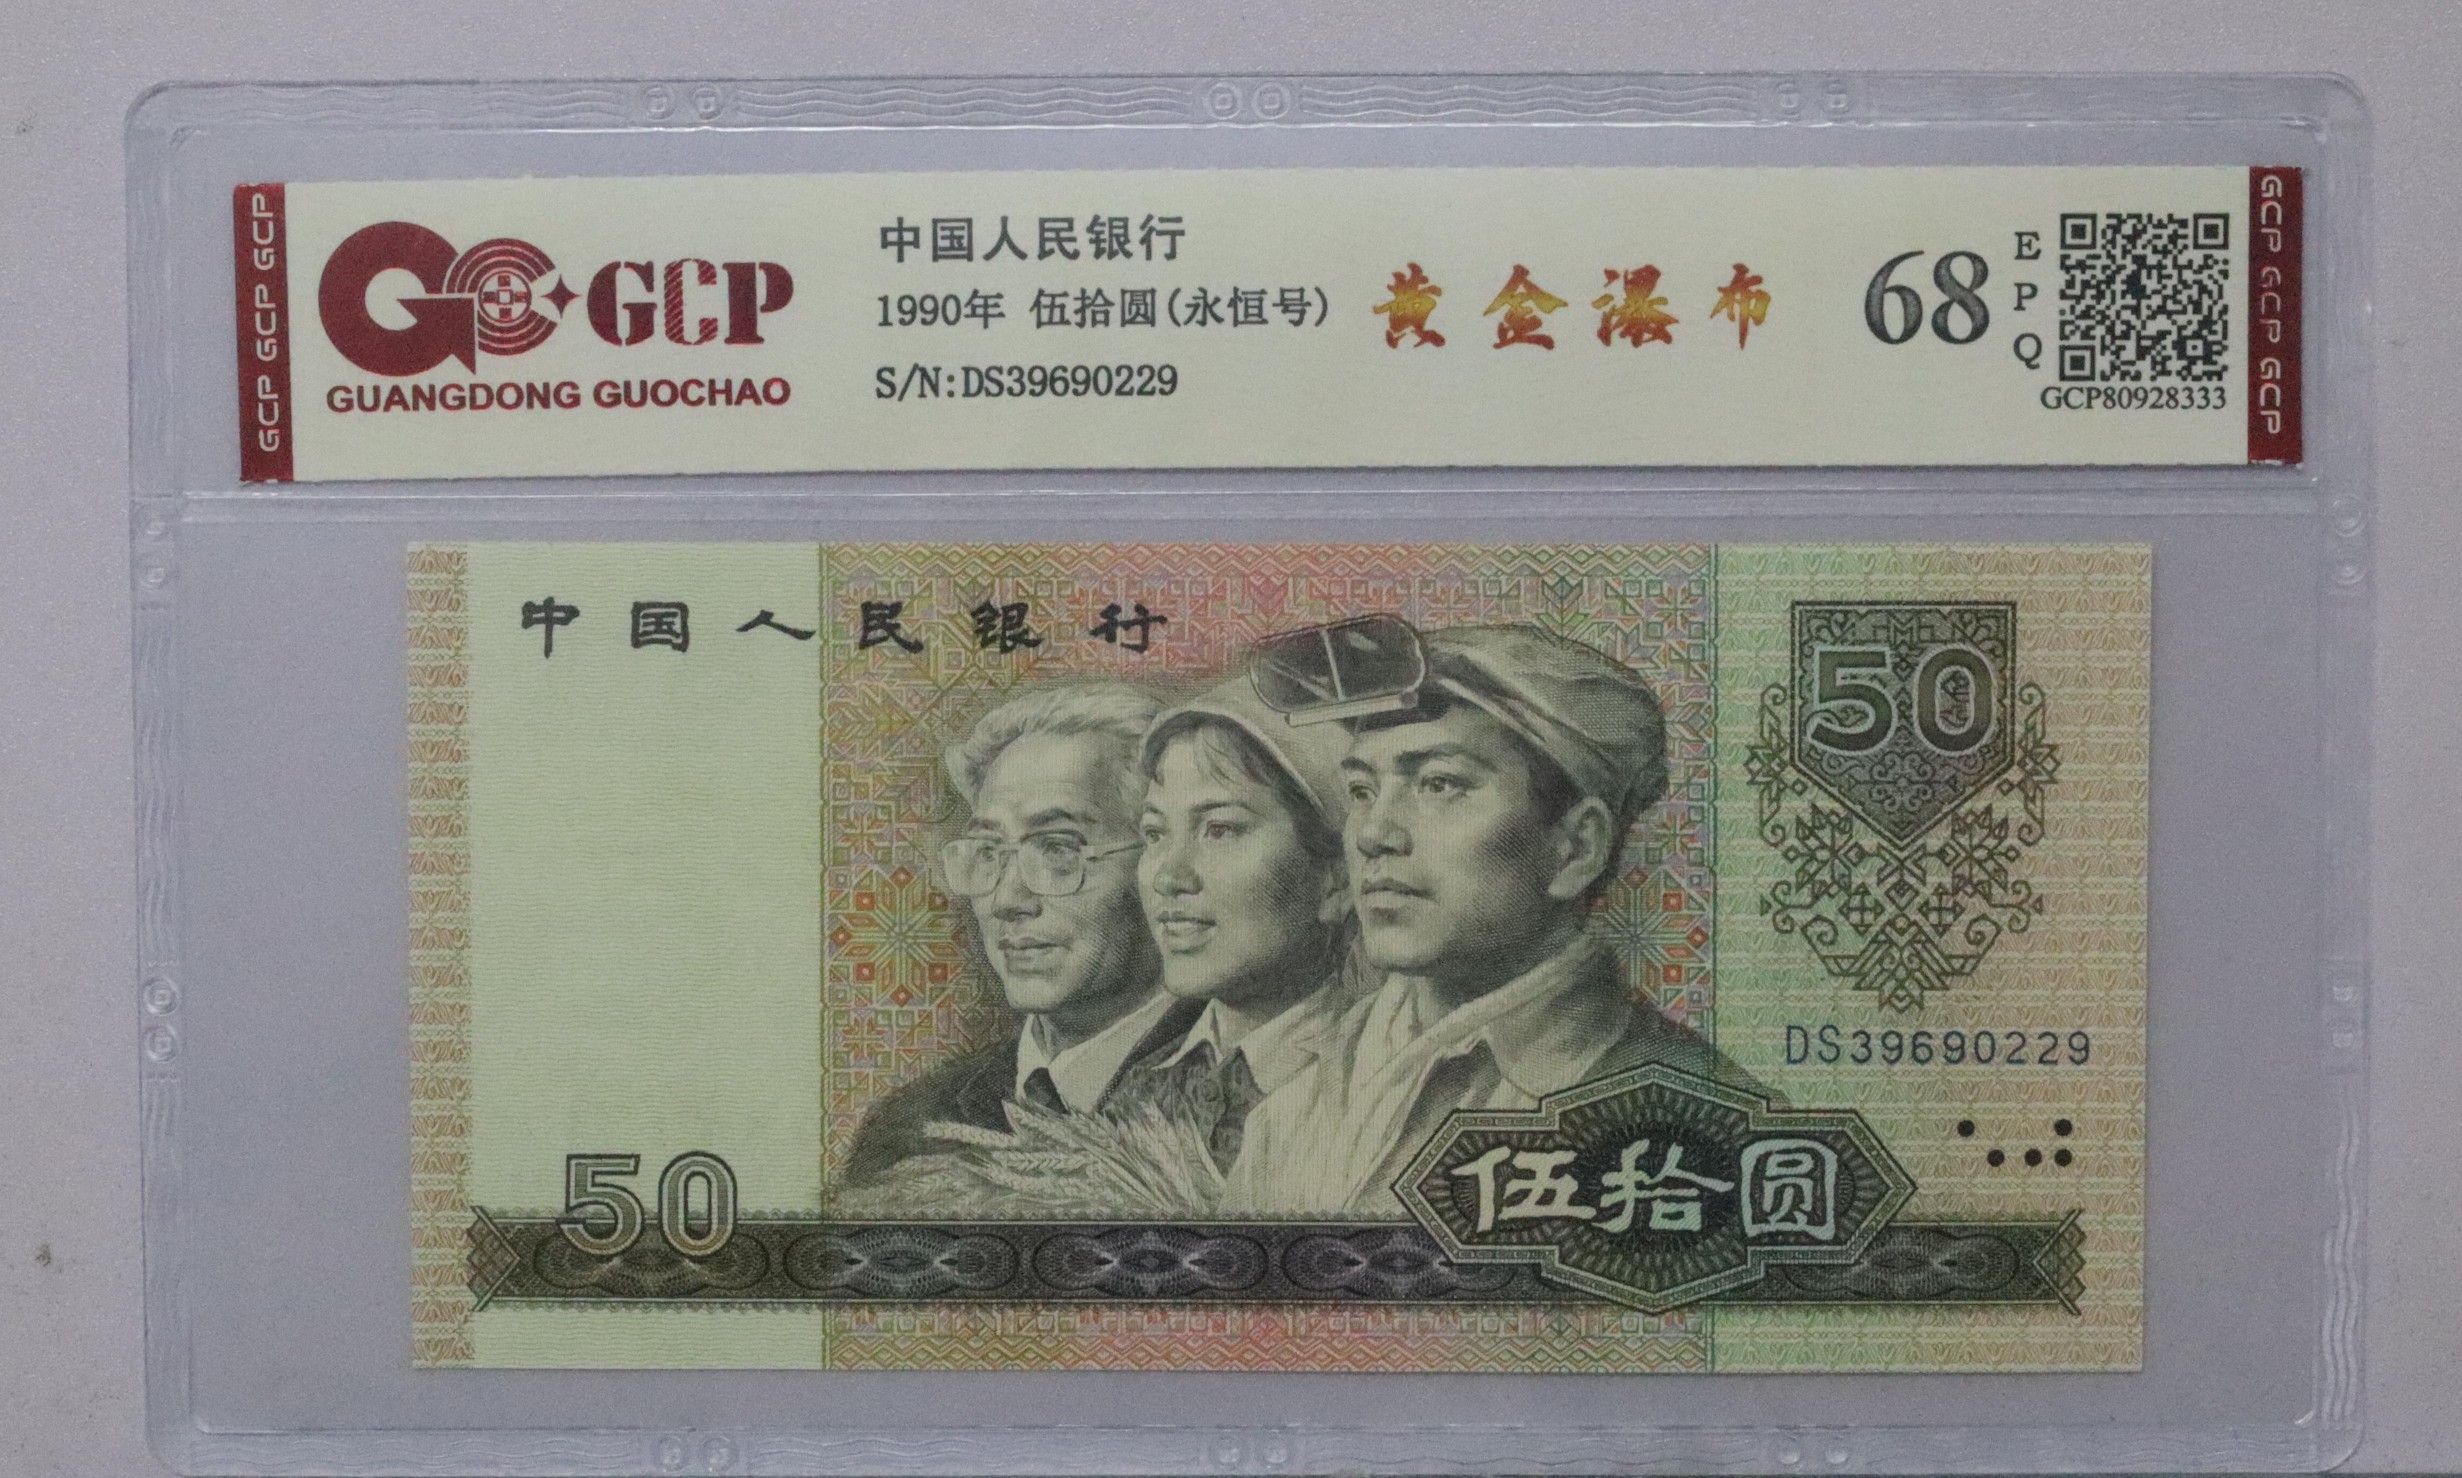 GCP GCP GCP
GCP
GUANGDONG GUOCHAO
中国人民银行
1990年 伍拾圆(永恒号)
S/N:DS39690229
黄金瀑布
68
EPQ
GCP80928333
GCP GCP GCP
中国人民银行
50
DS39690229
50
伍拾圆